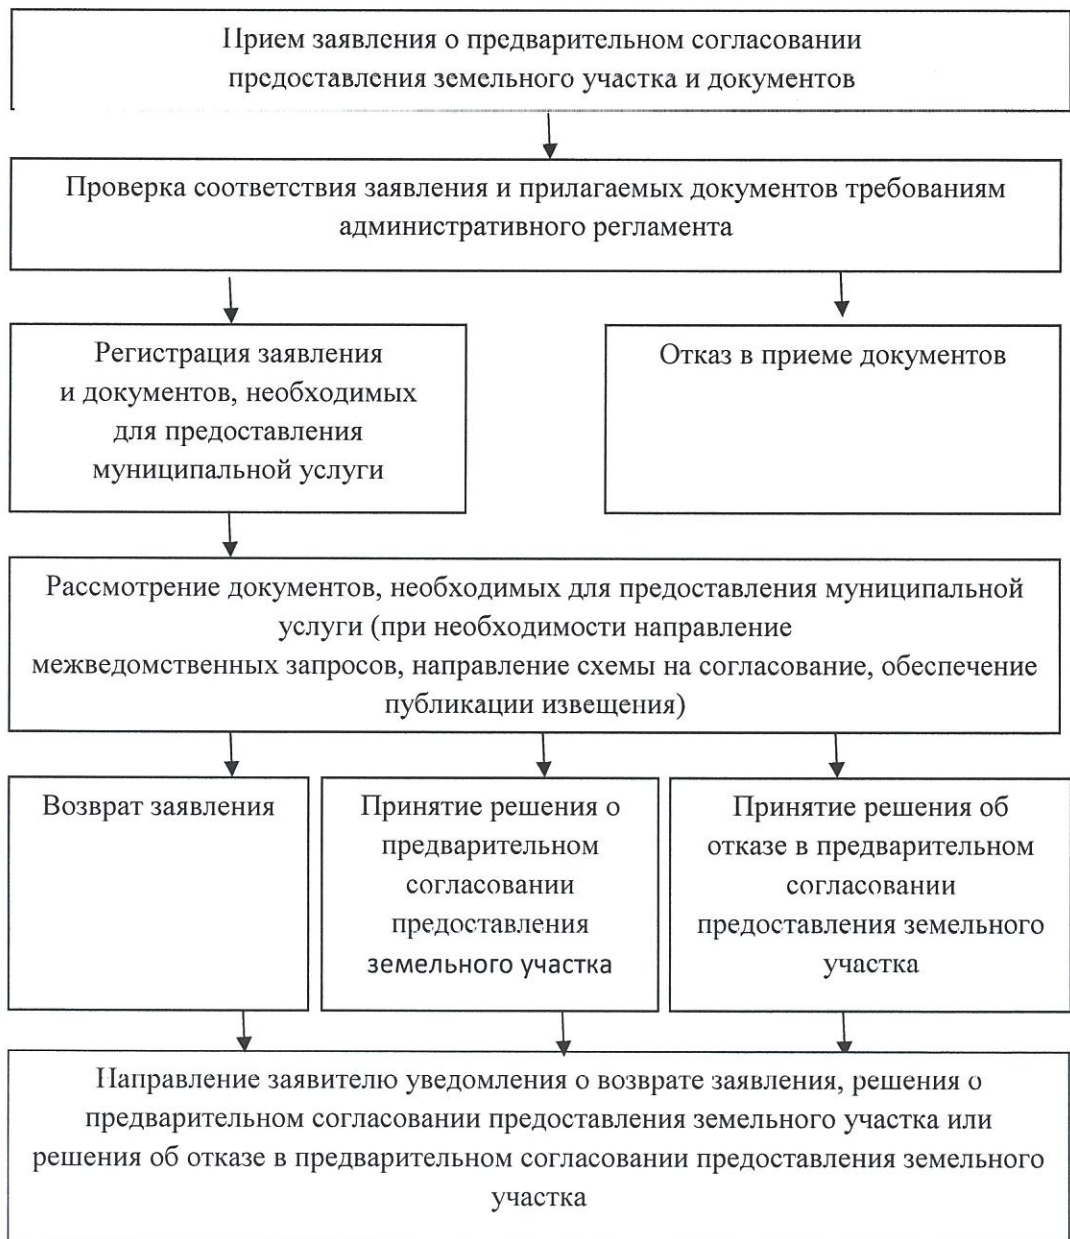 Прием заявления о предварительном согласовании
предоставления земельного участка и документов
Проверка соответствия заявления и прилагаемых документов требованиям
административного регламента
Регистрация заявления
и документов, необходимых
для предоставления
муниципальной услуги
Отказ в приеме документов
Рассмотрение документов, необходимых для предоставления муниципальной
услуги (при необходимости направление
межведомственных запросов, направление схемы на согласование, обеспечение
публикации извещения)
Возврат заявления
Принятие решения о
предварительном
согласовании
предоставления
земельного участка
Принятие решения об
отказе в предварительном
согласовании
предоставления земельного
участка
Направление заявителю уведомления о возврате заявления, решения о
предварительном согласовании предоставления земельного участка или
решения об отказе в предварительном согласовании предоставления земельного
участка